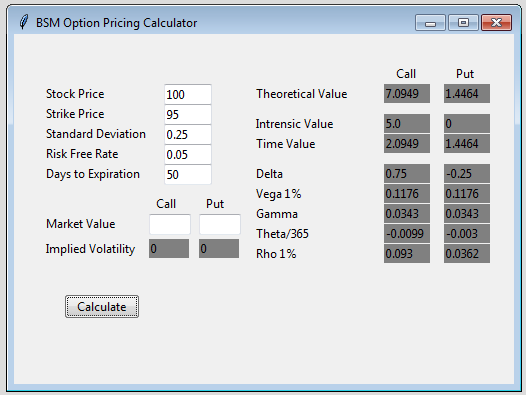 BSM Option Pricing Calculator
Call Put
Stock Price 100 Theoretical Value 7.0949 1.4464
Strike Price 95
Standard Deviation 0.25 Intrensic Value 5.0 0
Risk Free Rate 0.05 Time Value 2.0949 1.4464
Days to Expiration 50 Delta 0.75 -0.25
Vega 1% 0.1176 0.1176
Call Put Gamma 0.0343 0.0343
Market Value Theta/365 -0.0099 -0.003
Implied Volatility 0 0 Rho 1% 0.093 0.0362
Calculate